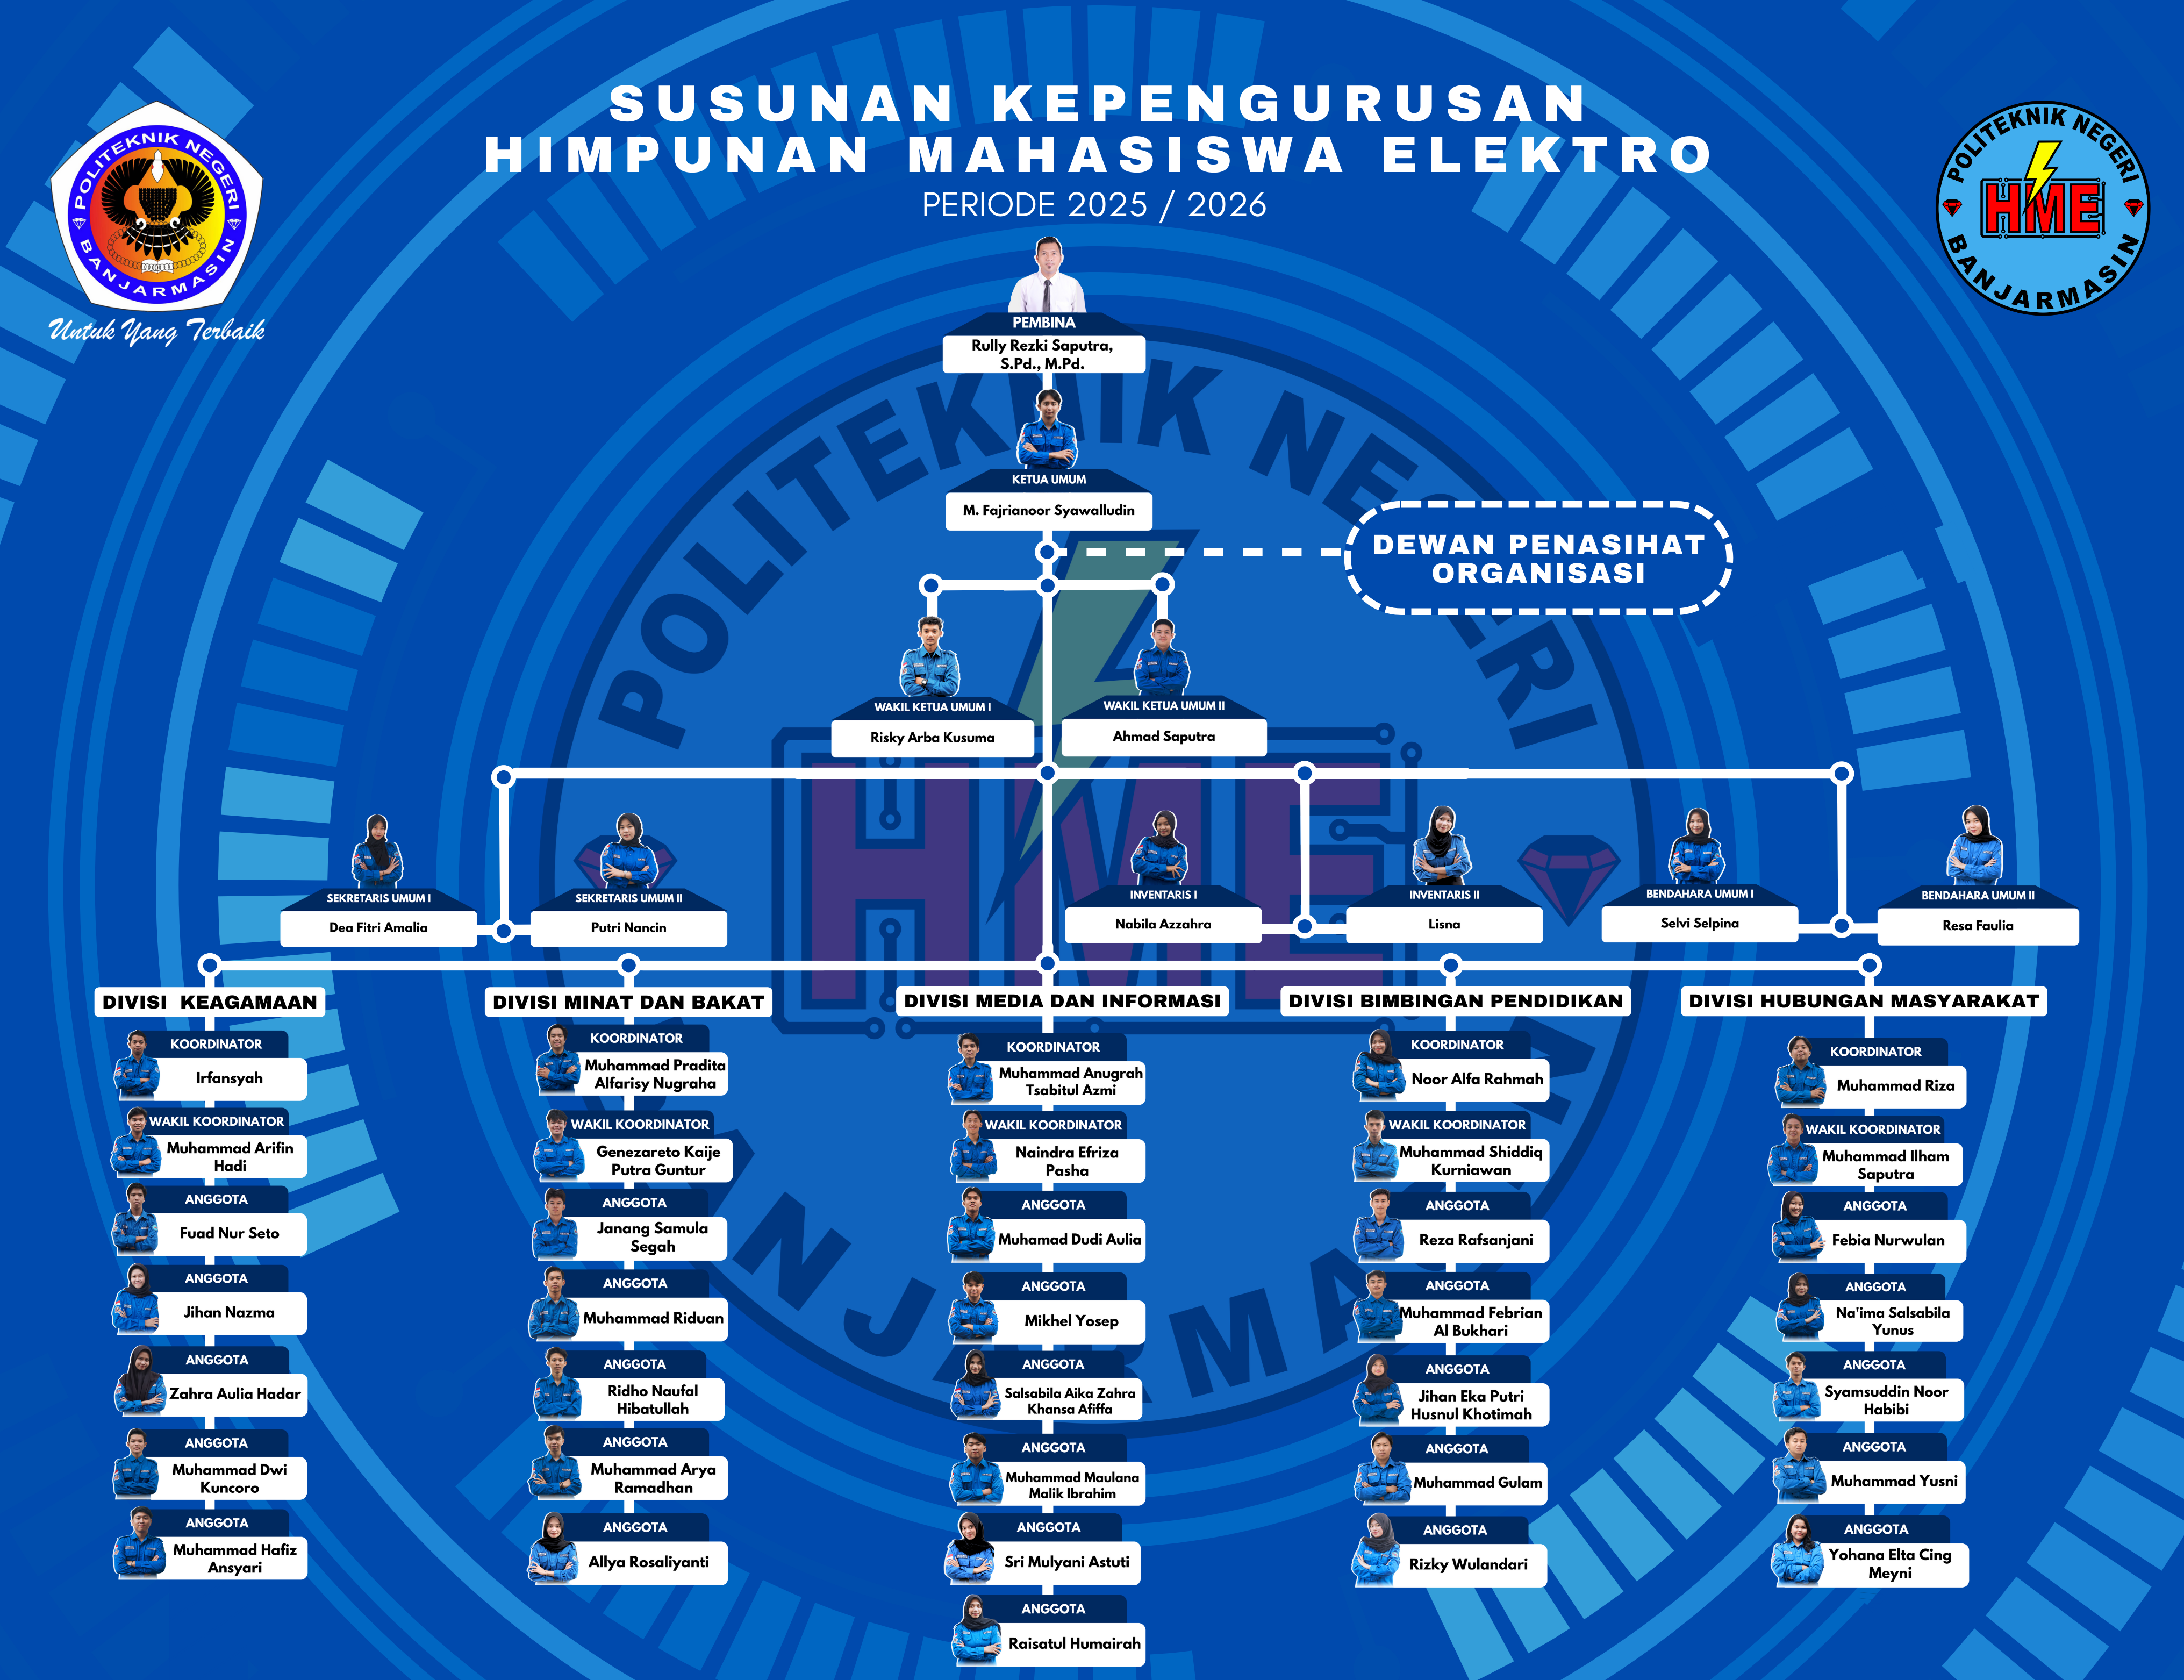 SUSUNAN KEPENGURUSAN
HIMPUNAN MAHASISWA ELEKTRO
PERIODE 2025 / 2026
POLITEKNIK NEGERI
BANJARMASIN
Untuk Yang Terbaik
POLITEKNIK NEGERI
HME
BANJARMASIN
PEMBINA
Rully Rezki Saputra,
S.Pd., M.Pd.
KETUA UMUM
M. Fajrianoor Syawalludin
DEWAN PENASIHAT
ORGANISASI
WAKIL KETUA UMUM I
Risky Arba Kusuma
WAKIL KETUA UMUM II
Ahmad Saputra
SEKRETARIS UMUM I
Dea Fitri Amalia
SEKRETARIS UMUM II
Putri Nancin
INVENTARIS I
Nabila Azzahra
INVENTARIS II
Lisna
BENDAHARA UMUM I
Selvi Selpina
BENDAHARA UMUM II
Resa Faulia
DIVISI KEAGAMAAN
KOORDINATOR
Irfansyah
WAKIL KOORDINATOR
Muhammad Arifin
Hadi
ANGGOTA
Fuad Nur Seto
ANGGOTA
Jihan Nazma
ANGGOTA
Zahra Aulia Hadar
ANGGOTA
Muhammad Dwi
Kuncoro
ANGGOTA
Muhammad Hafiz
Ansyari
DIVISI MINAT DAN BAKAT
KOORDINATOR
Muhammad Pradita
Alfarisy Nugraha
WAKIL KOORDINATOR
Genezareto Kaije
Putra Guntur
ANGGOTA
Janang Samula
Segah
ANGGOTA
Muhammad Riduan
ANGGOTA
Ridho Naufal
Hibatullah
ANGGOTA
Muhammad Arya
Ramadhan
ANGGOTA
Allya Rosaliyanti
DIVISI MEDIA DAN INFORMASI
KOORDINATOR
Muhammad Anugrah
Tsabitul Azmi
WAKIL KOORDINATOR
Naindra Efriza
Pasha
ANGGOTA
Muhamad Dudi Aulia
ANGGOTA
Mikhel Yosep
ANGGOTA
Salsabila Aika Zahra
Khansa Afiffa
ANGGOTA
Muhammad Maulana
Malik Ibrahim
ANGGOTA
Sri Mulyani Astuti
ANGGOTA
Raisatul Humairah
DIVISI BIMBINGAN PENDIDIKAN
KOORDINATOR
Noor Alfa Rahmah
WAKIL KOORDINATOR
Muhammad Shiddiq
Kurniawan
ANGGOTA
Reza Rafsanjani
ANGGOTA
Muhammad Febrian
Al Bukhari
ANGGOTA
Jihan Eka Putri
Husnul Khotimah
ANGGOTA
Muhammad Gulam
ANGGOTA
Rizky Wulandari
DIVISI HUBUNGAN MASYARAKAT
KOORDINATOR
Muhammad Riza
WAKIL KOORDINATOR
Muhammad Ilham
Saputra
ANGGOTA
Febia Nurwulan
ANGGOTA
Na'ima Salsabila
Yunus
ANGGOTA
Syamsuddin Noor
Habibi
ANGGOTA
Muhammad Yusni
ANGGOTA
Yohana Elta Cing
Meyni
POLITEKNIK NEGERI
HME
BANJARMASIN